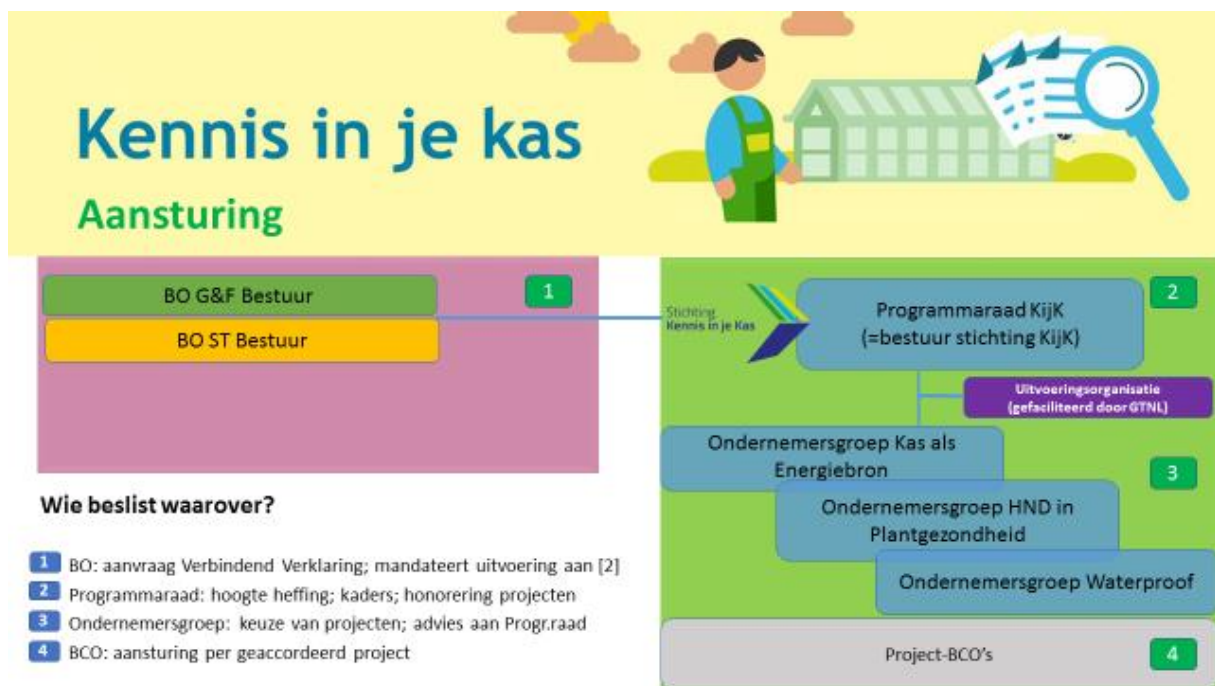 Kennis in je kas
Aansturing
BO G&F Bestuur
BO ST Bestuur
1
Stichting
Kennis in je Kas
Programmaraad KijK
(=bestuur stichting KijK)
2
Uitvoeringsorganisatie
(gefaciliteerd door GTNL)
Ondernemersgroep Kas als
Energiebron
3
Ondernemersgroep HND in
Plantgezondheid
Ondernemersgroep Waterproof
Project-BCO's
4
Wie beslist waarover?
1 BO: aanvraag Verbindend Verklaring; mandateert uitvoering aan [2]
2 Programmaraad: hoogte heffing; kaders; honorering projecten
3 Ondernemersgroep: keuze van projecten; advies aan Progr.raad
4 BCO: aansturing per geaccordeerd project